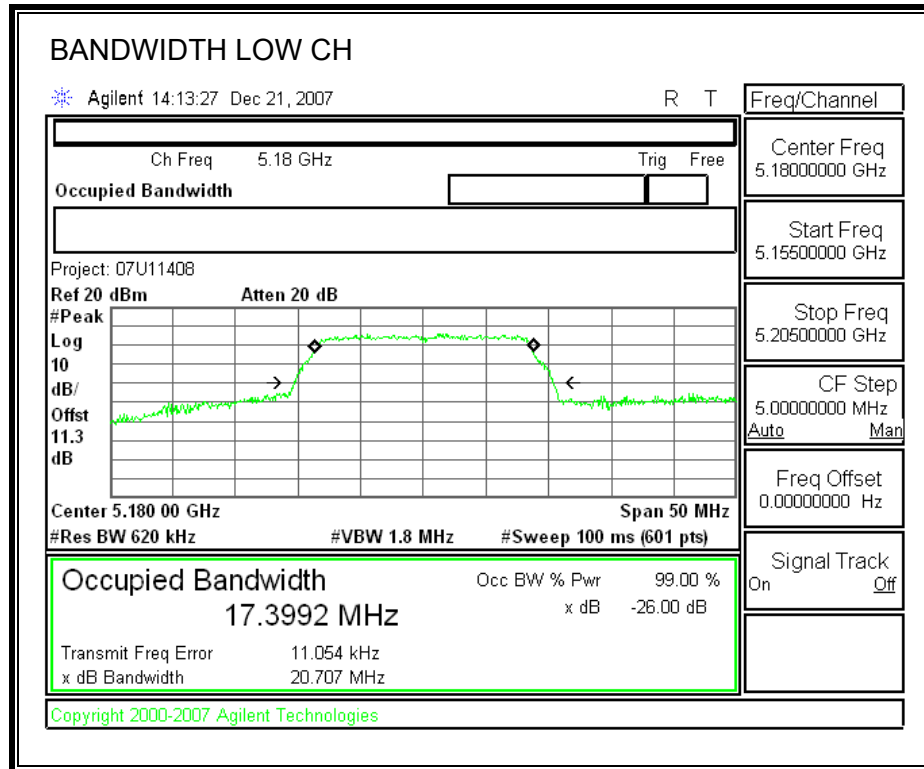 BANDWIDTH LOW CH
Agilent 14:13:27 Dec 21, 2007 R T
Freq/Channel
Ch Freq 5.18 GHz Trig Free
Occupied Bandwidth
Center Freq
5.18000000 GHz
Start Freq
5.15500000 GHz
Stop Freq
5.20500000 GHz
CF Step
5.00000000 MHz
Auto Man
Freq Offset
0.00000000 Hz
Signal Track
On Off
Project: 07U11408
Ref 20 dBm Atten 20 dB
#Peak
Log
10
dB/
Offst
11.3
dB
Center 5.180 00 GHz Span 50 MHz
#Res BW 620 kHz #VBW 1.8 MHz #Sweep 100 ms (601 pts)
Occupied Bandwidth Occ BW % Pwr 99.00 %
17.3992 MHz x dB -26.00 dB
Transmit Freq Error 11.054 kHz
x dB Bandwidth 20.707 MHz
Copyright 2000-2007 Agilent Technologies